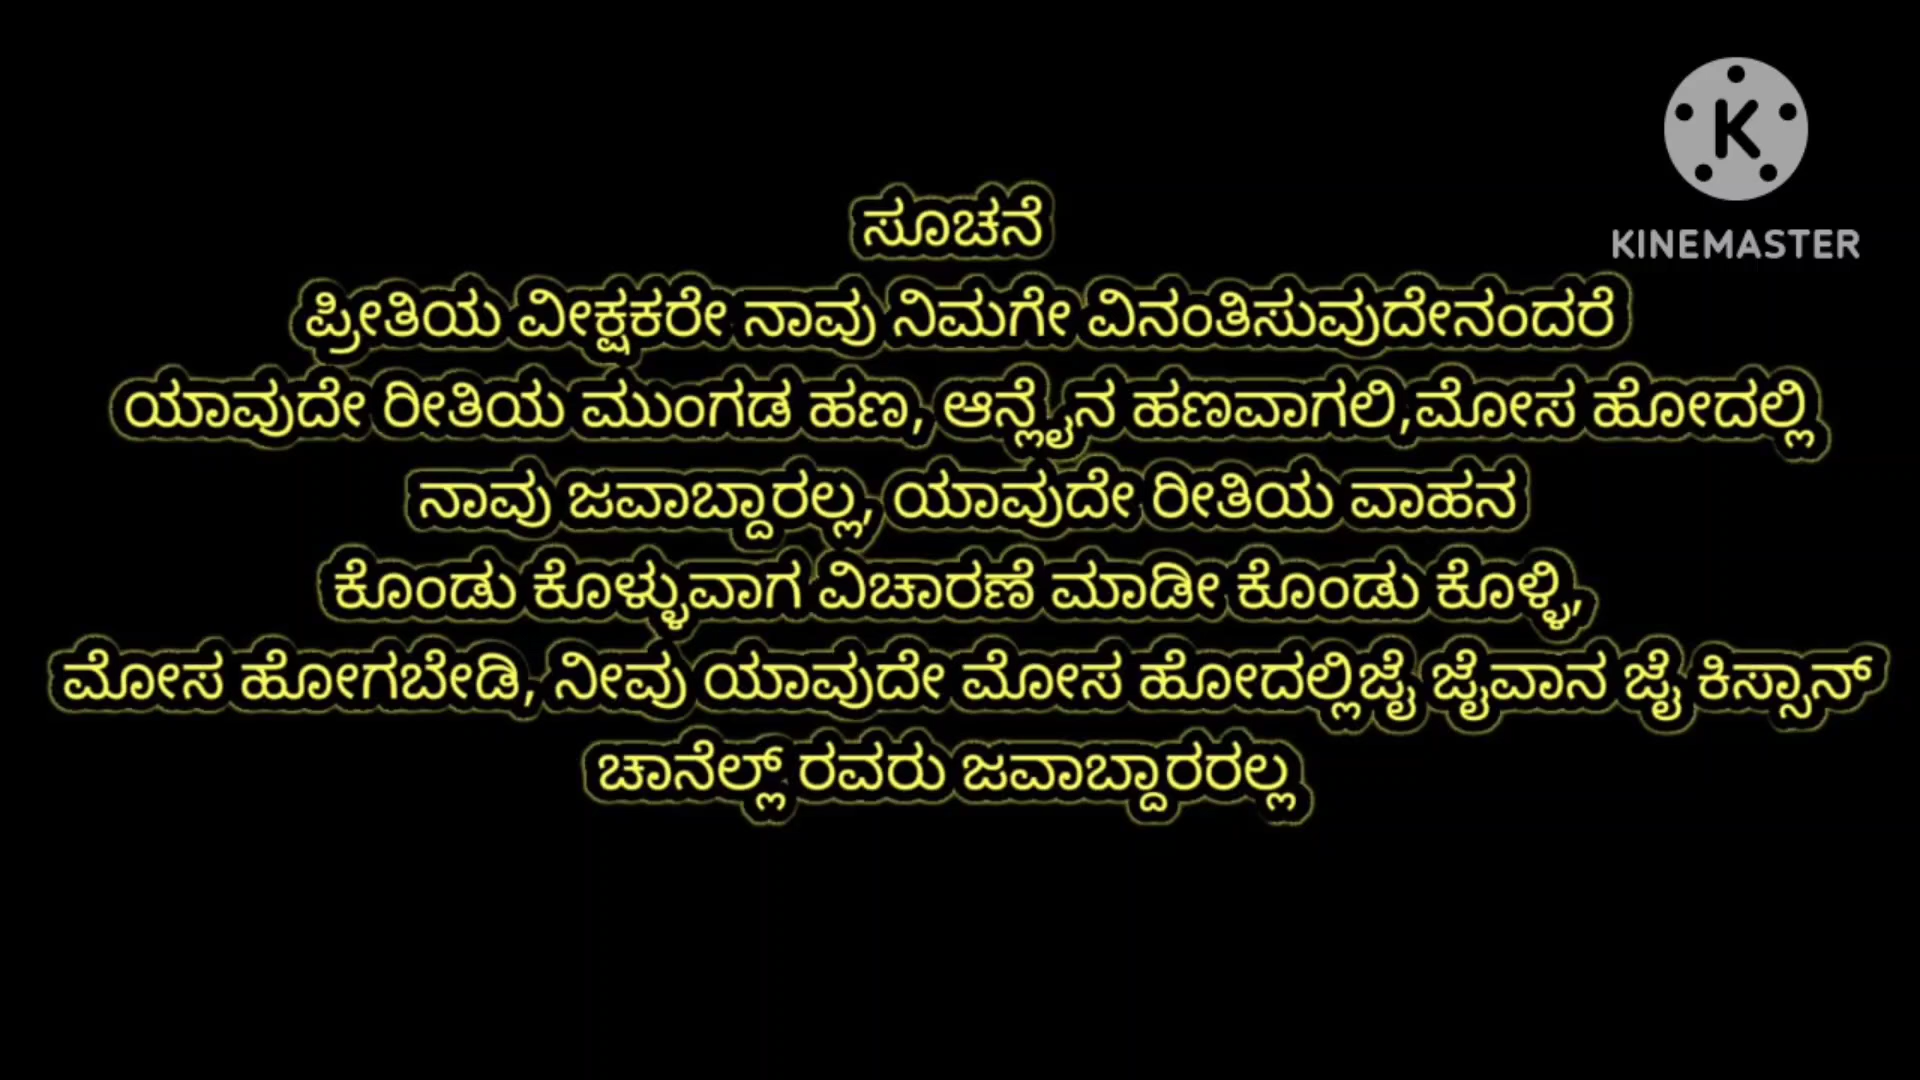 KINEMASTER
ಸೂಚನೆ
ಪ್ರೀತಿಯ ವೀಕ್ಷಕರೇ ನಾವು ನಿಮಗೇ ವಿನಂತಿಸುವುದೇನಂದರೆ
ಯಾವುದೇ ರೀತಿಯ ಮುಂಗಡ ಹಣ, ಆನ್ಲೈನ ಹಣವಾಗಲಿ,ಮೋಸ ಹೋದಲ್ಲಿ
ನಾವು ಜವಾಬ್ದಾರಲ್ಲ, ಯಾವುದೇ ರೀತಿಯ ವಾಹನ
ಕೊಂಡು ಕೊಳ್ಳುವಾಗ ವಿಚಾರಣೆ ಮಾಡೀ ಕೊಂಡು ಕೊಳ್ಳಿ,
ಮೋಸ ಹೋಗಬೇಡಿ, ನೀವು ಯಾವುದೇ ಮೋಸ ಹೋದಲ್ಲಿಜೈ ಜೈವಾನ ಜೈ ಕಿಸ್ಸಾನ್
ಚಾನೆಲ್ಲ್ ರವರು ಜವಾಬ್ದಾರರಲ್ಲ